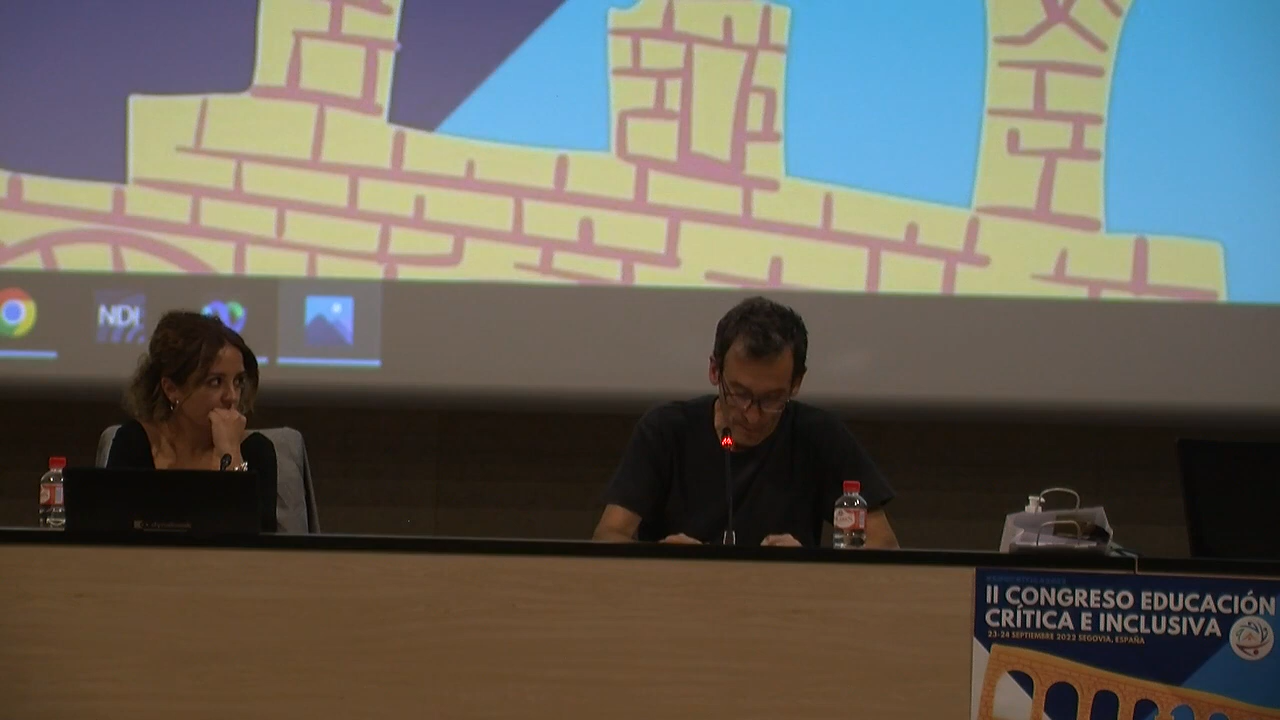 NDI
II CONGRESO EDUCACIÓN
CRÍTICA E INCLUSIVA
23-24 SEPTIEMBRE 2022 SEGOVIA, ESPAÑA